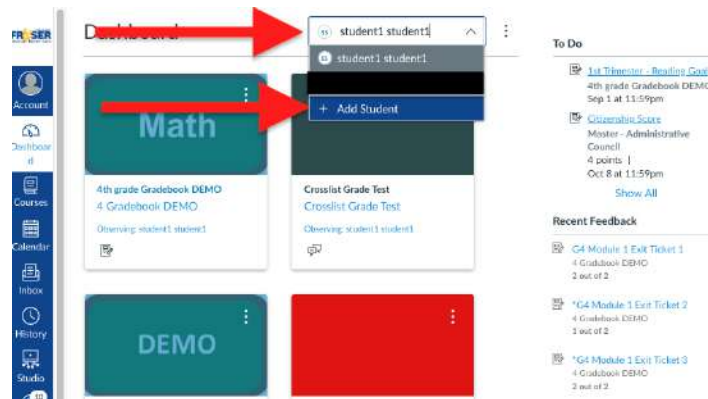 FRASER
Dashboard
ss student1 student1
ss student1 student1
+ Add Student
Account
Dashboar
d
Courses
Calendar
Inbox
History
Studio
10
Math
4th grade Gradebook DEMO
4 Gradebook DEMO
Observing: student1 student1
Crosslist Grade Test
Crosslist Grade Test
Observing: student1 student1
DEMO
To Do
1st Trimester - Reading Goal
4th grade Gradebook DEMO
Sep 1 at 11:59pm
Citizenship Score
Master - Administrative
Council
4 points |
Oct 8 at 11:59pm
Show All
Recent Feedback
G4 Module 1 Exit Ticket 1
4 Gradebook DEMO
2 out of 2
*G4 Module 1 Exit Ticket 2
4 Gradebook DEMO
1 out of 2
*G4 Module 1 Exit Ticket 3
4 Gradebook DEMO
2 out of 2